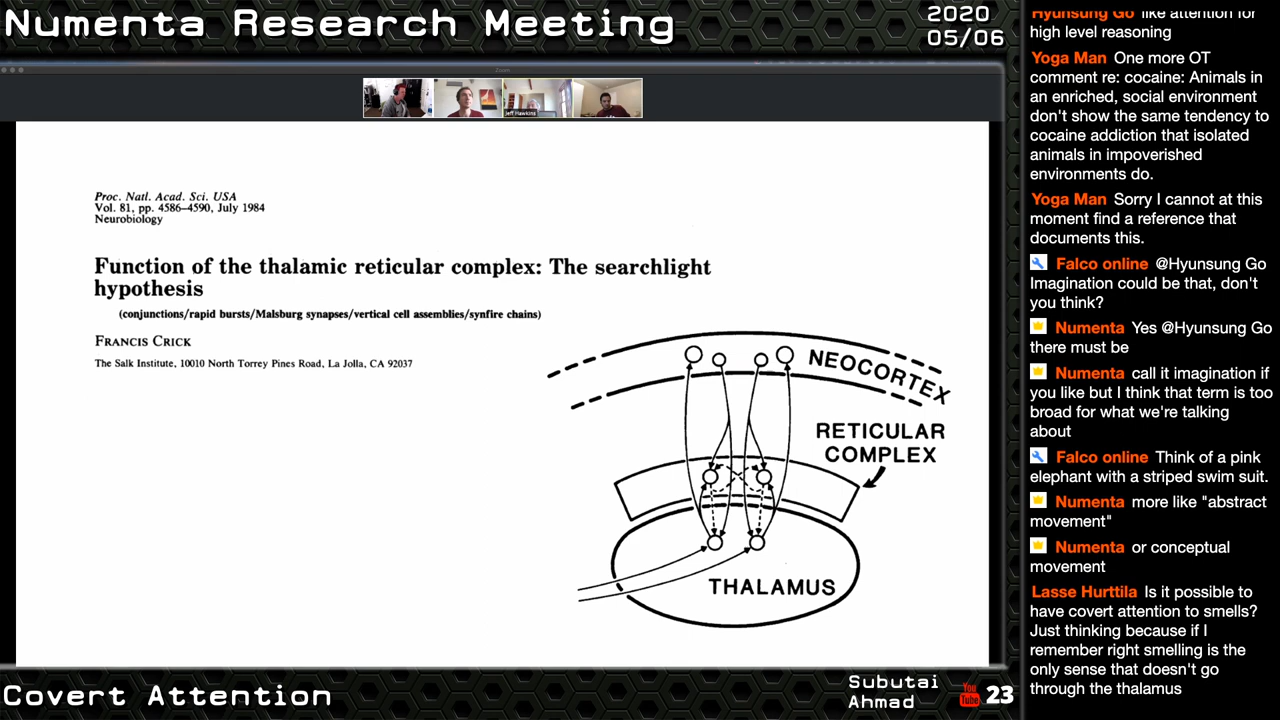 Numenta Research Meeting
2020
05/06
Zoom
Jeff Hawkins
Proc. Natl. Acad. Sci. USA
Vol. 81, pp. 4586–4590, July 1984
Neurobiology
Function of the thalamic reticular complex: The searchlight
hypothesis
(conjunctions/rapid bursts/Malsburg synapses/vertical cell assemblies/synfire chains)
FRANCIS CRICK
The Salk Institute, 10010 North Torrey Pines Road, La Jolla, CA 92037
NEOCORTEX
RETICULAR
COMPLEX
THALAMUS
Covert Attention
Subutai
Ahmad
You
Tube
23
Hyunsung Go like attention for
high level reasoning
Yoga Man One more OT
comment re: cocaine: Animals in
an enriched, social environment
don't show the same tendency to
cocaine addiction that isolated
animals in impoverished
environments do.
Yoga Man Sorry I cannot at this
moment find a reference that
documents this.
Falco online @Hyunsung Go
Imagination could be that, don't
you think?
Numenta Yes @Hyunsung Go
there must be
Numenta call it imagination if
you like but I think that term is too
broad for what we're talking
about
Falco online Think of a pink
elephant with a striped swim suit.
Numenta more like "abstract
movement"
Numenta or conceptual
movement
Lasse Hurttila Is it possible to
have covert attention to smells?
Just thinking because if I
remember right smelling is the
only sense that doesn't go
through the thalamus